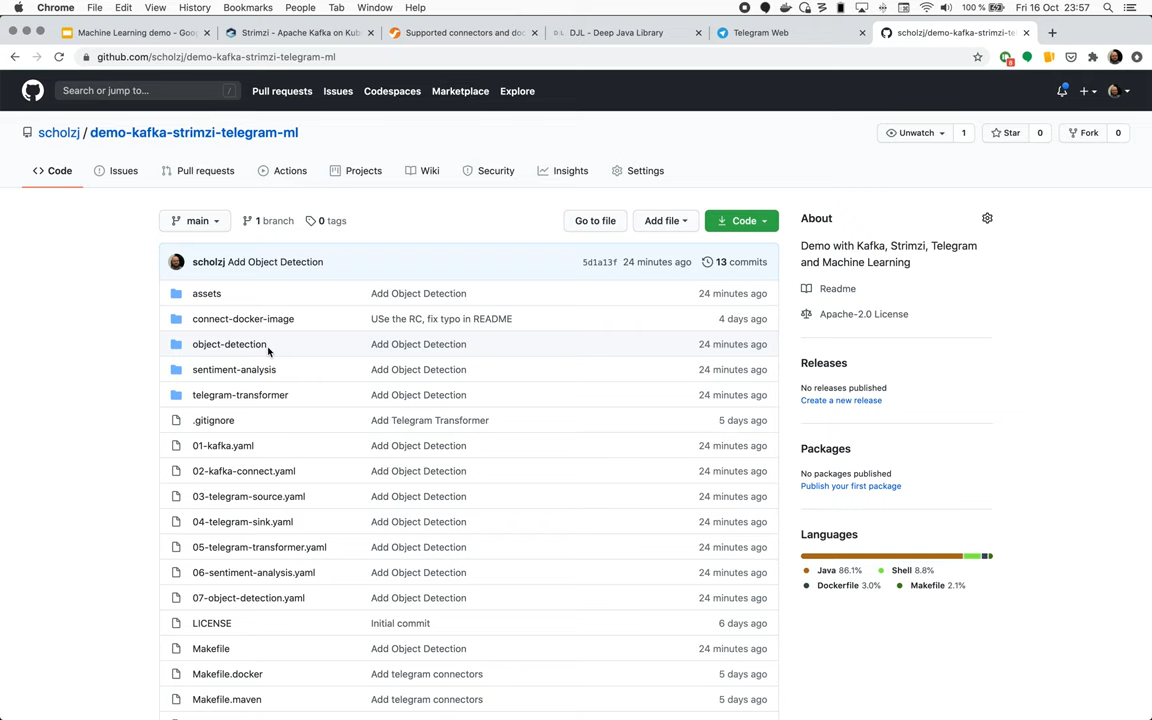 Chrome File Edit View History Bookmarks People Tab Window Help 100 % Fri 16 Oct 23:57
Machine Learning demo - Goo
Strimzi - Apache Kafka on Kub
Supported connectors and doc
DJL - Deep Java Library
Telegram Web
scholzj/demo-kafka-strimzi-te
github.com/scholzj/demo-kafka-strimzi-telegram-ml
8
Search or jump to... /
Pull requests Issues Codespaces Marketplace Explore
scholzj / demo-kafka-strimzi-telegram-ml
Unwatch 1 Star 0 Fork 0
Code Issues Pull requests Actions Projects Wiki Security Insights Settings
main 1 branch 0 tags Go to file Add file Code
scholzj Add Object Detection 5d1a13f 24 minutes ago 13 commits
assets Add Object Detection 24 minutes ago
connect-docker-image USe the RC, fix typo in README 4 days ago
object-detection Add Object Detection 24 minutes ago
sentiment-analysis Add Object Detection 24 minutes ago
telegram-transformer Add Object Detection 24 minutes ago
.gitignore Add Telegram Transformer 5 days ago
01-kafka.yaml Add Object Detection 24 minutes ago
02-kafka-connect.yaml Add Object Detection 24 minutes ago
03-telegram-source.yaml Add Object Detection 24 minutes ago
04-telegram-sink.yaml Add Object Detection 24 minutes ago
05-telegram-transformer.yaml Add Object Detection 24 minutes ago
06-sentiment-analysis.yaml Add Object Detection 24 minutes ago
07-object-detection.yaml Add Object Detection 24 minutes ago
LICENSE Initial commit 6 days ago
Makefile Add Object Detection 24 minutes ago
Makefile.docker Add telegram connectors 5 days ago
Makefile.maven Add telegram connectors 5 days ago
About
Demo with Kafka, Strimzi, Telegram
and Machine Learning
Readme
Apache-2.0 License
Releases
No releases published
Create a new release
Packages
No packages published
Publish your first package
Languages
Java 86.1% Shell 8.8%
Dockerfile 3.0% Makefile 2.1%